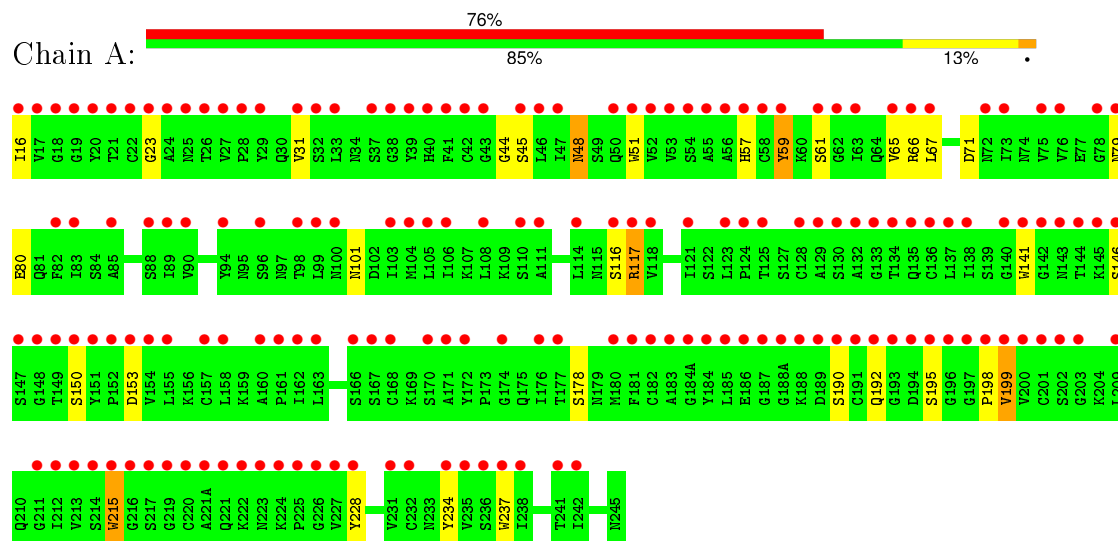 76%
Chain A:
85% 13% •
I16 V17 G18 G19 Y20 T21 C22 G23 A24 N25 T26 V27 P28 Y29 Q30 V31 S32 L33 N34 S37 G38 Y39 H40 F41 C42 G43 G44 S45 L46 I47 N48 S49 Q50 W51 V52 V53 S54 A55 A56 H57 C58 Y59 K60 S61 G62 I63 Q64 V65 R66 L67 D71 N72 I73 N74 V75 V76 E77 G78 N79
E80 Q81 F82 I83 S84 A85 S88 I89 V90 Y94 N95 S96 N97 T98 L99 N100 N101 D102 I103 M104 L105 I106 K107 L108 K109 S110 A111 L114 N115 S116 R117 V118 I121 S122 L123 P124 T125 S127 C128 A129 S130 A132 G133 T134 Q135 C136 L137 I138 S139 G140 W141 G142 N143 T144 K145 S146
S147 G148 T149 S150 Y151 P152 D153 V154 L155 K156 C157 L158 K159 A160 P161 I162 L163 S166 S167 C168 K169 S170 A171 Y172 P173 G174 Q175 I176 T177 S178 N179 M180 F181 C182 A183 G184A Y184 L185 E186 G187 G188A K188 D189 S190 C191 Q192 G193 D194 S195 G196 G197 P198 V199 V200 C201 S202 G203 K204 L209
Q210 G211 I212 V213 S214 W215 G216 S217 G219 C220 A221A Q221 K222 N223 K224 P225 G226 V227 Y228 V231 C232 N233 Y234 V235 S236 W237 I238 T241 I242 N245